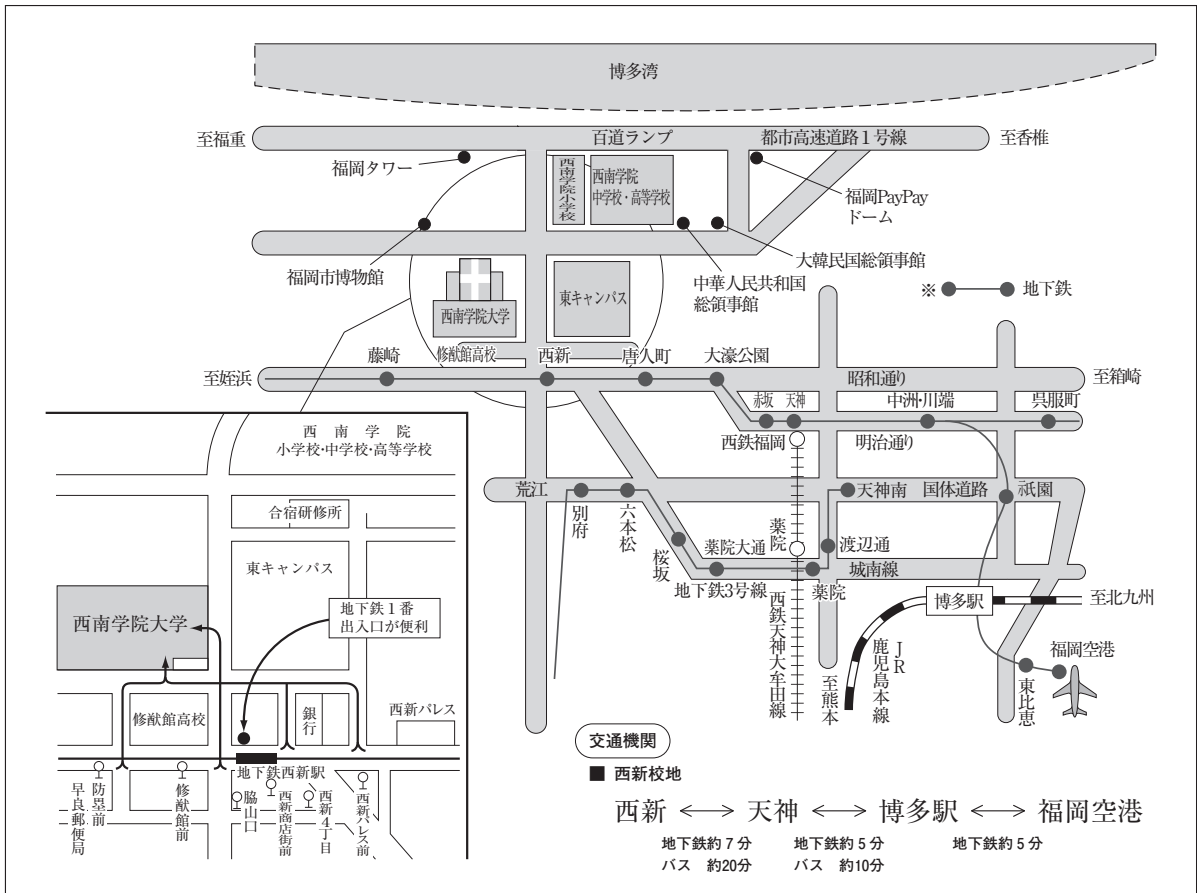 博多湾
至福重
百道ランプ
都市高速道路1号線
至香椎
福岡タワー
西南学院小学校
西南学院
中学校・高等学校
福岡PayPay
ドーム
福岡市博物館
大韓民国総領事館
中華人民共和国
総領事館
西南学院大学
東キャンパス
※ 地下鉄
修猷館高校
藤崎
西新
唐人町
大濠公園
至姪浜
昭和通り
至箱崎
赤坂
天神
中洲・川端
呉服町
西鉄福岡
明治通り
荒江
別府
六本松
桜坂
天神南
国体道路
祇園
薬院
薬院大通
渡辺通
地下鉄3号線
薬院
城南線
博多駅
至北九州
西鉄天神大牟田線
至熊本
JR
鹿児島本線
東比恵
福岡空港
西南学院
小学校・中学校・高等学校
合宿研修所
東キャンパス
西南学院大学
地下鉄1番
出入口が便利
修猷館高校
銀行
西新パレス
地下鉄西新駅
早良郵便局
防塁前
修猷館前
脇山口
西新商店街前
西新4丁目
西新パレス前
交通機関
■ 西新校地
西新 ⟷ 天神 ⟷ 博多駅 ⟷ 福岡空港
地下鉄約7分 地下鉄約5分 地下鉄約5分
バス 約20分 バス 約10分